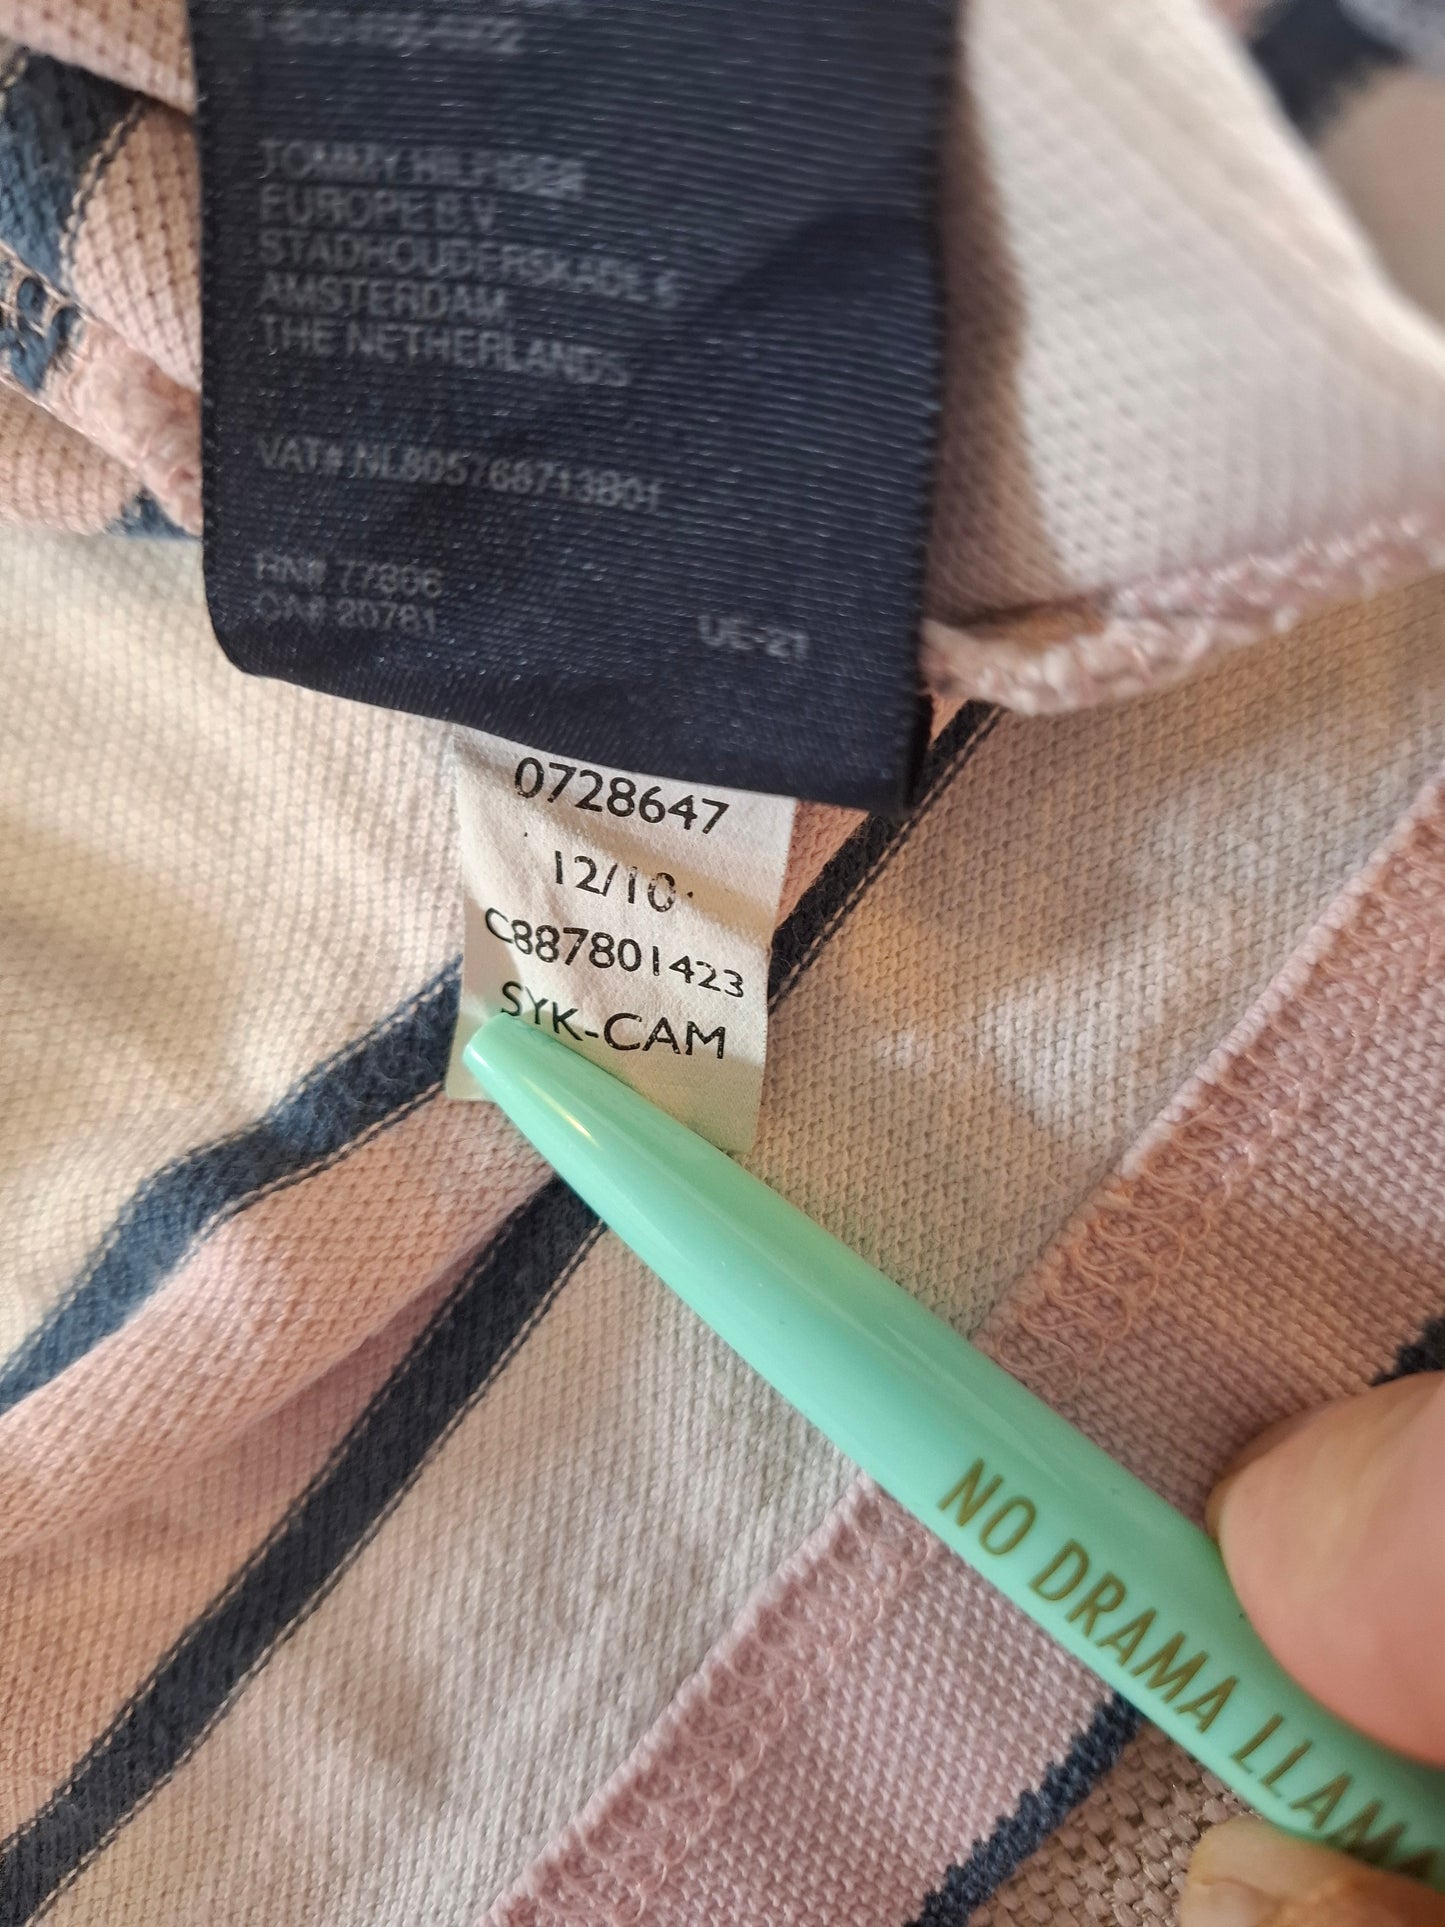 TOMMY HILFIGER
EUROPE B.V
STADHOUDERSKADE 6
AMSTERDAM,
THE NETHERLANDS
VAT# NL805768713B01
RN# 77806
CA# 20781
UE-21
0728647
12/10
C887801423
SYK-CAM
NO DRAMA LLAMA